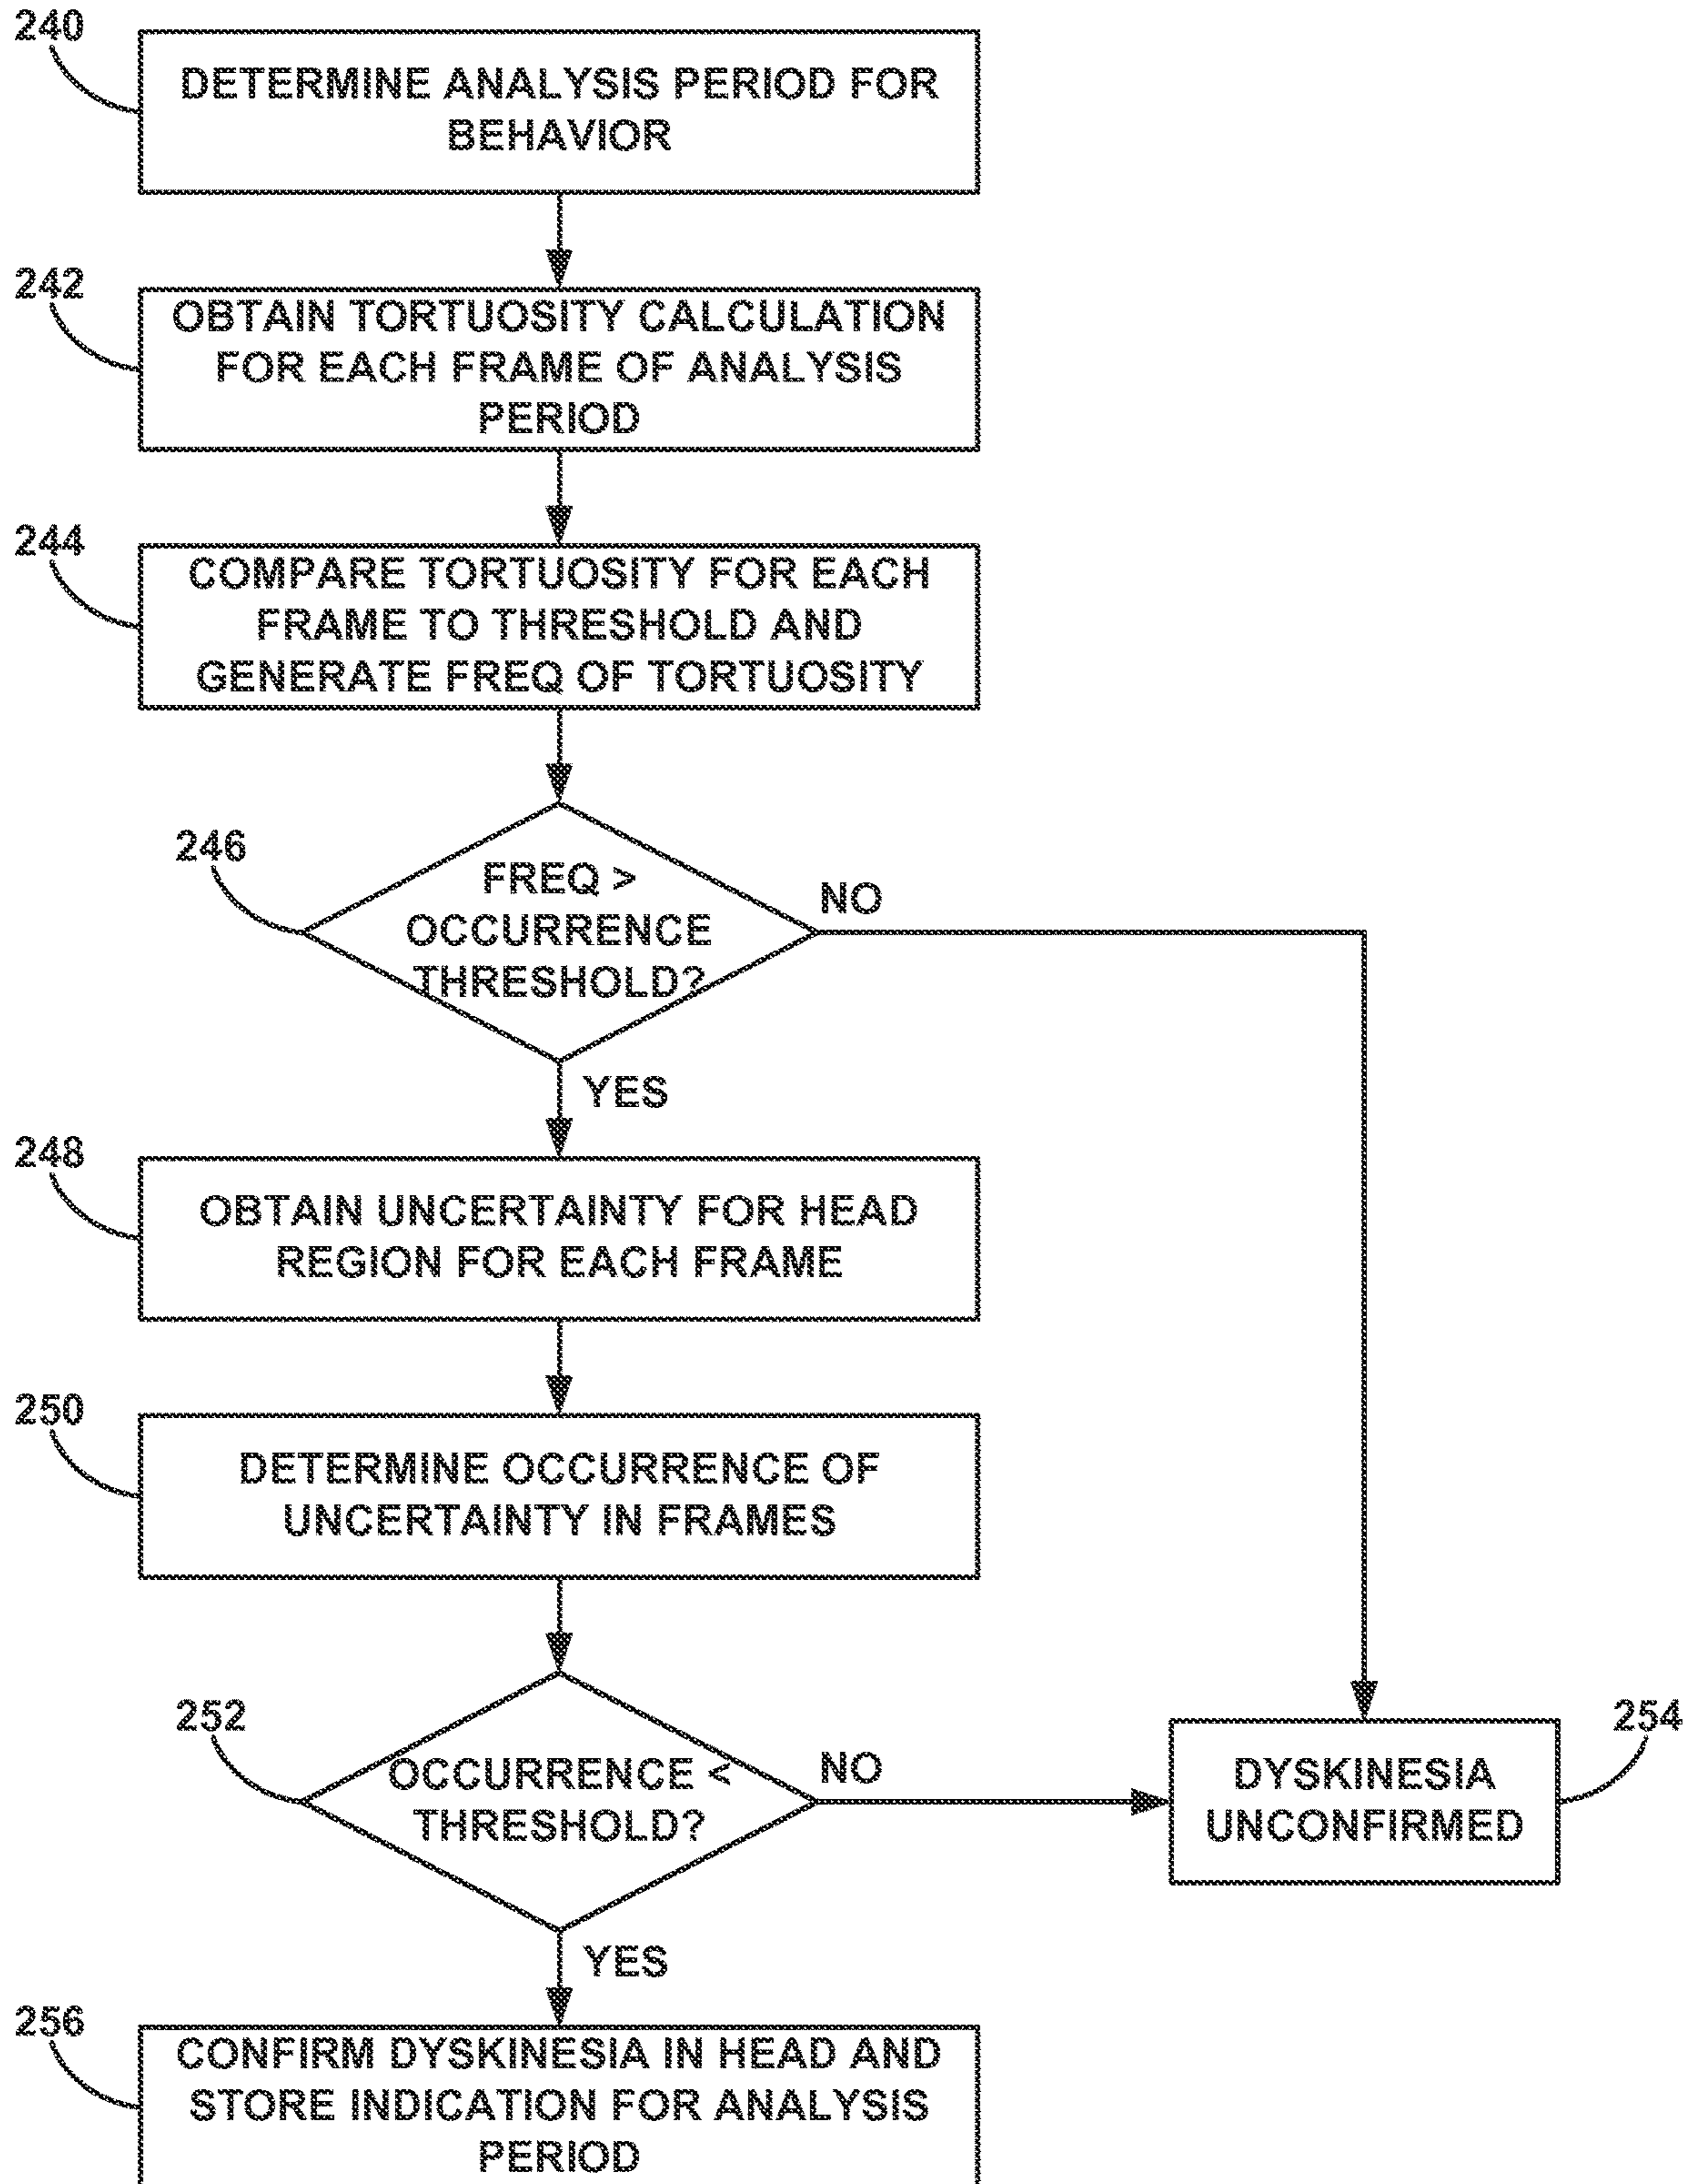 240
DETERMINE ANALYSIS PERIOD FOR
BEHAVIOR
242
OBTAIN TORTUOSITY CALCULATION
FOR EACH FRAME OF ANALYSIS
PERIOD
244
COMPARE TORTUOSITY FOR EACH
FRAME TO THRESHOLD AND
GENERATE FREQ OF TORTUOSITY
246
FREQ >
OCCURRENCE
THRESHOLD?
NO
YES
248
OBTAIN UNCERTAINTY FOR HEAD
REGION FOR EACH FRAME
250
DETERMINE OCCURRENCE OF
UNCERTAINTY IN FRAMES
252
OCCURRENCE <
THRESHOLD?
NO
YES
DYSKINESIA
UNCONFIRMED
254
256
CONFIRM DYSKINESIA IN HEAD AND
STORE INDICATION FOR ANALYSIS
PERIOD